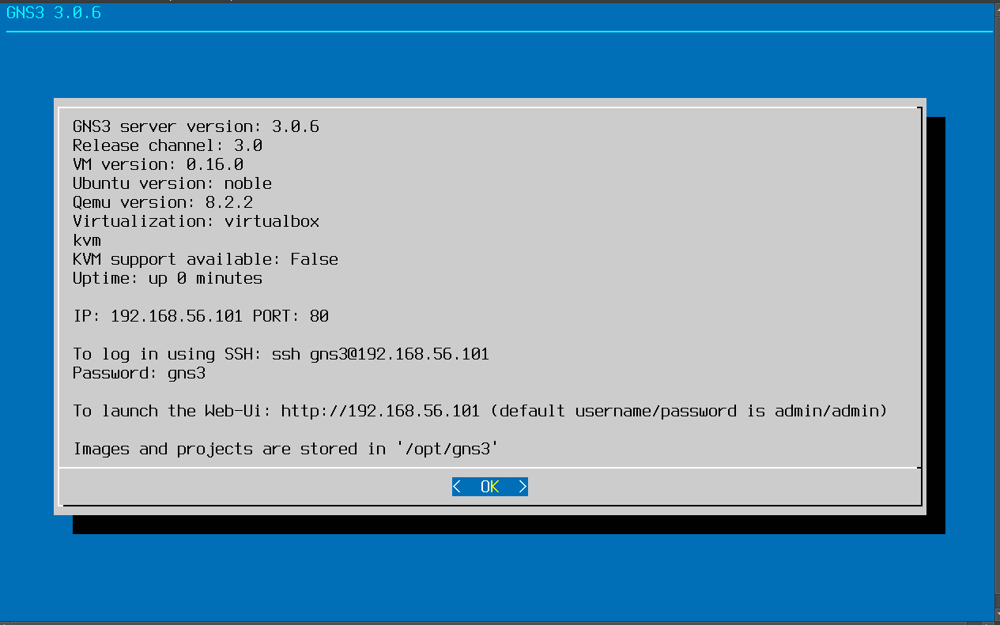 GNS3 3.0.6
GNS3 server version: 3.0.6
Release channel: 3.0
VM version: 0.16.0
Ubuntu version: noble
Qemu version: 8.2.2
Virtualization: virtualbox
kvm
KVM support available: False
Uptime: up 0 minutes
IP: 192.168.56.101 PORT: 80
To log in using SSH: ssh gns3@192.168.56.101
Password: gns3
To launch the Web-Ui: http://192.168.56.101 (default username/password is admin/admin)
Images and projects are stored in '/opt/gns3'
< OK >